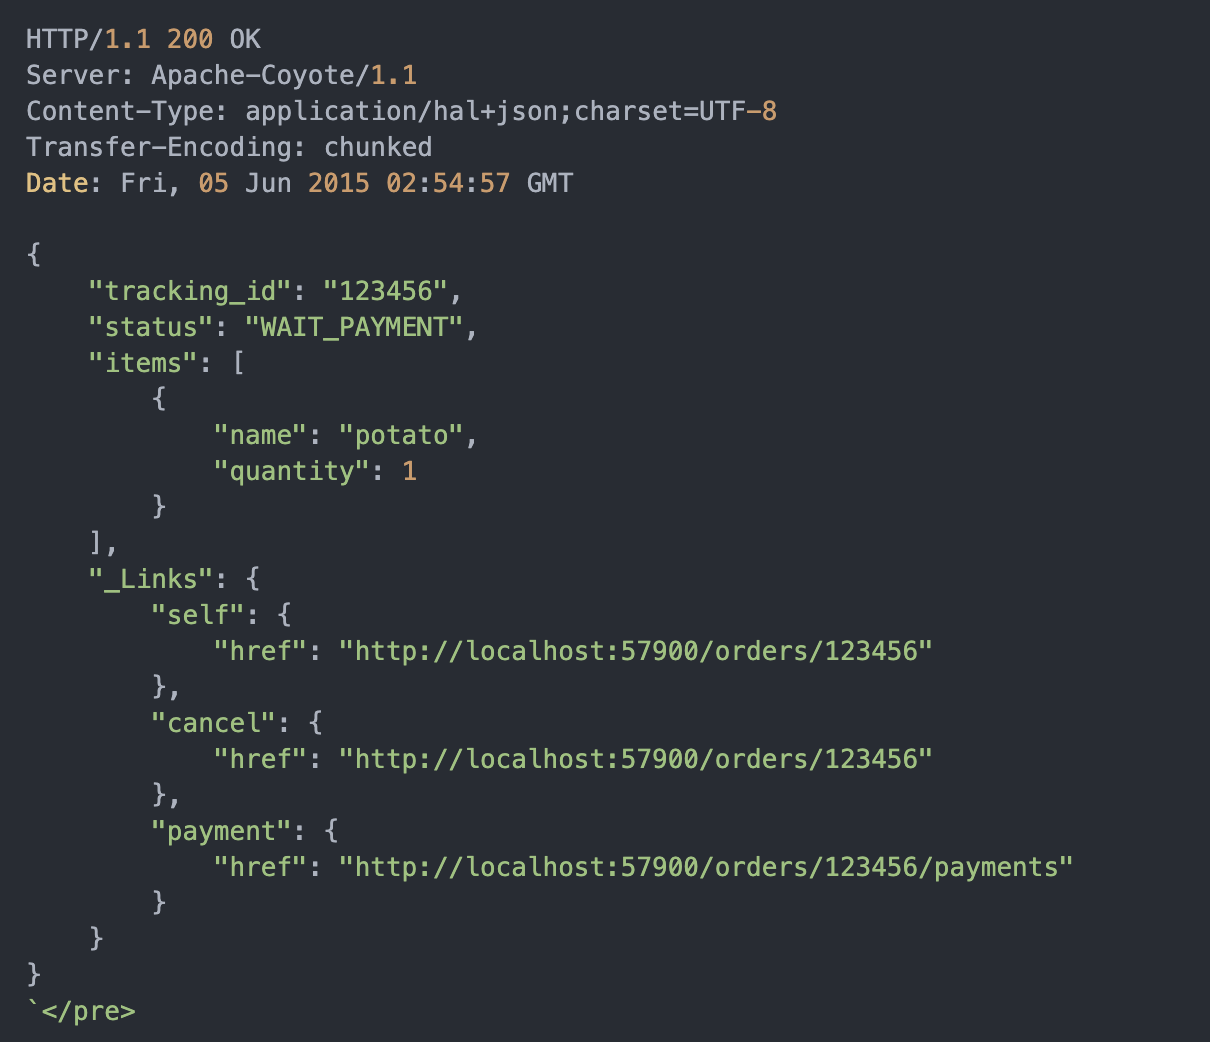 HTTP/1.1 200 OK
Server: Apache-Coyote/1.1
Content-Type: application/hal+json;charset=UTF-8
Transfer-Encoding: chunked
Date: Fri, 05 Jun 2015 02:54:57 GMT

{
    "tracking_id": "123456",
    "status": "WAIT_PAYMENT",
    "items": [
        {
            "name": "potato",
            "quantity": 1
        }
    ],
    "_Links": {
        "self": {
            "href": "http://localhost:57900/orders/123456"
        },
        "cancel": {
            "href": "http://localhost:57900/orders/123456"
        },
        "payment": {
            "href": "http://localhost:57900/orders/123456/payments"
        }
    }
}
`</pre>